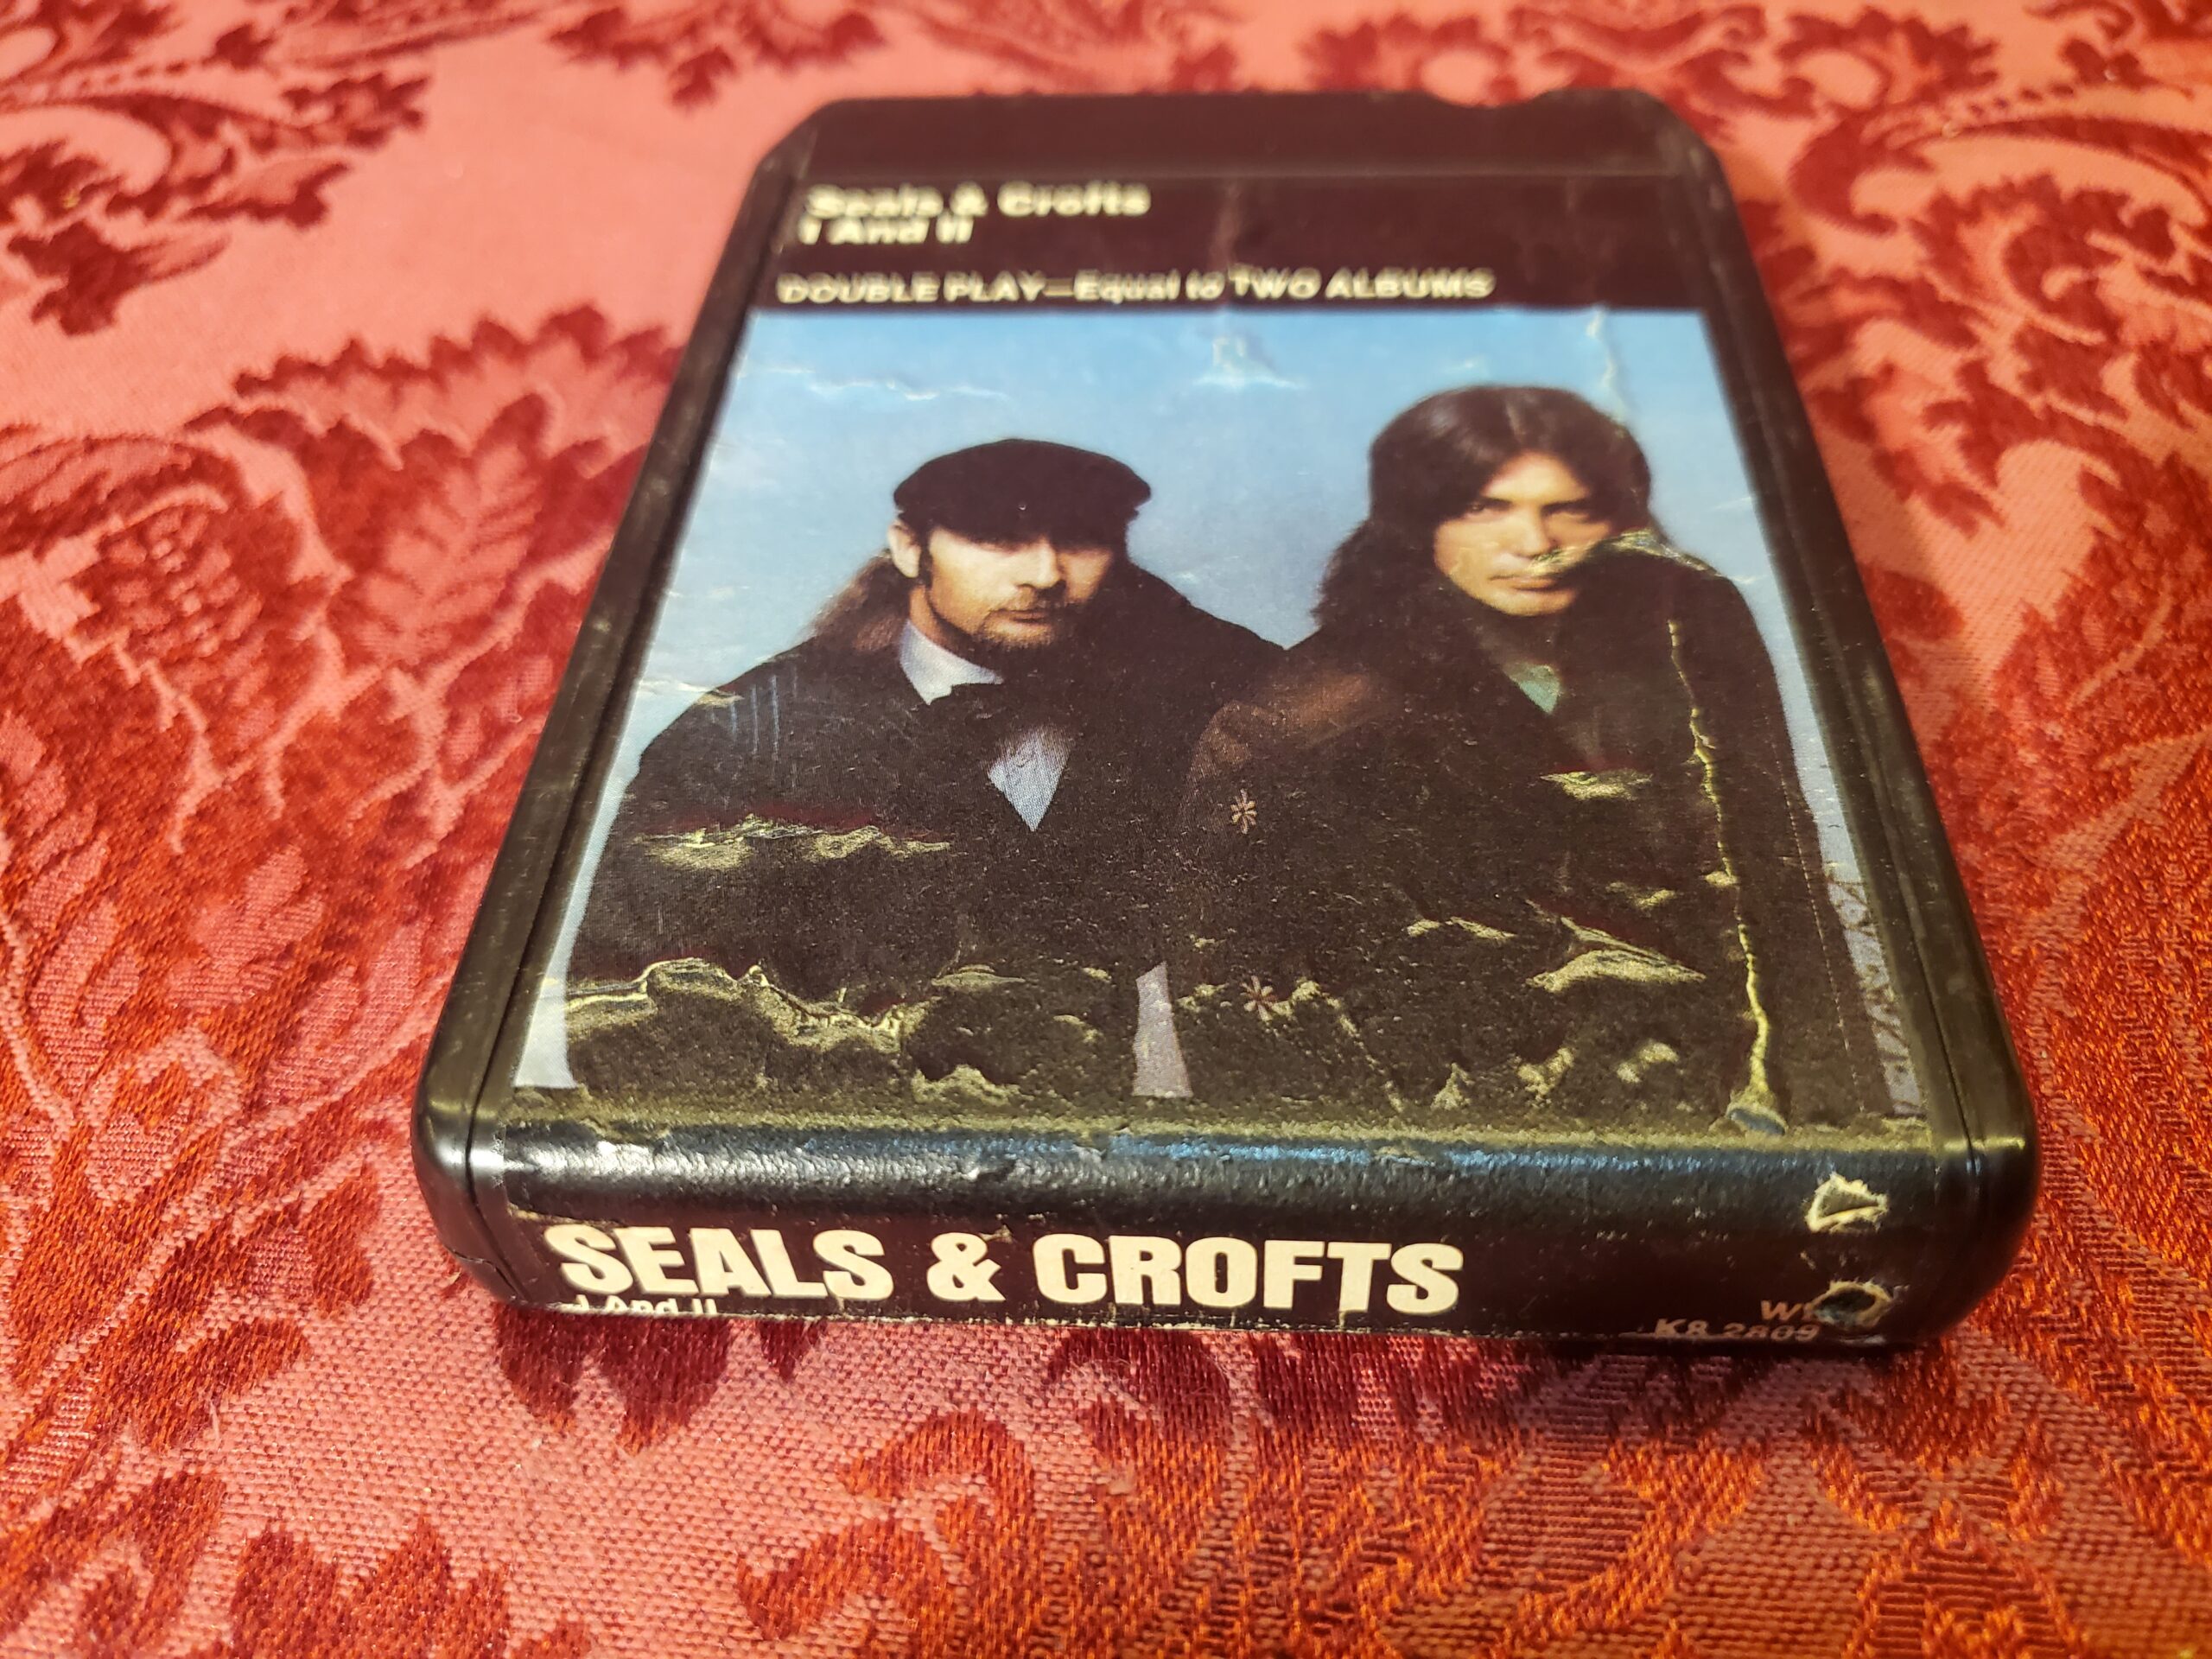 Seals & Crofts
I And II
DOUBLE PLAY—Equal to TWO ALBUMS
SEALS & CROFTS
I And II
K8 2809